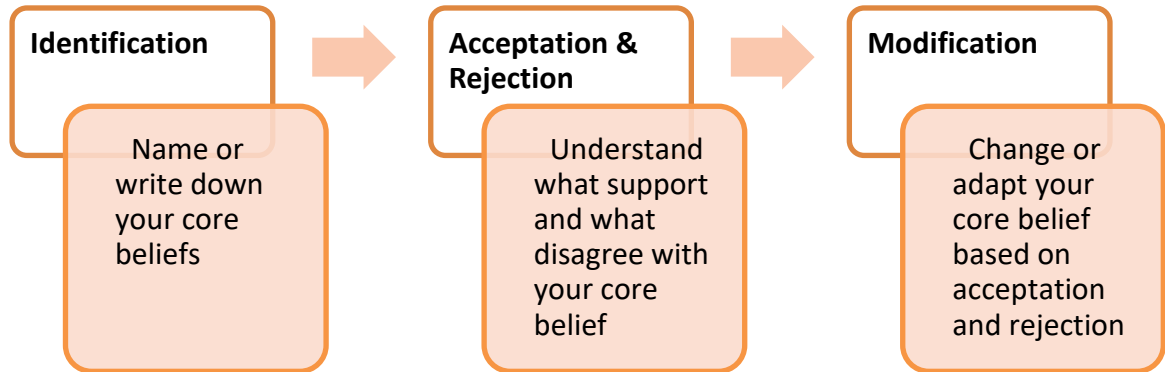 Identification
Name or
write down
your core
beliefs
Acceptation &
Rejection
Understand
what support
and what
disagree with
your core
belief
Modification
Change or
adapt your
core belief
based on
acceptation
and rejection